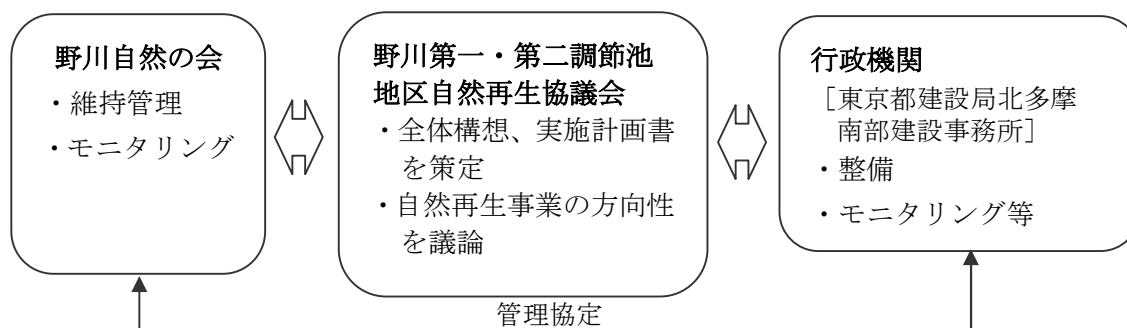 野川自然の会
・維持管理
・モニタリング
野川第一・第二調節池
地区自然再生協議会
・全体構想、実施計画書
を策定
・自然再生事業の方向性
を議論
行政機関
［東京都建設局北多摩
南部建設事務所］
・整備
・モニタリング等
管理協定